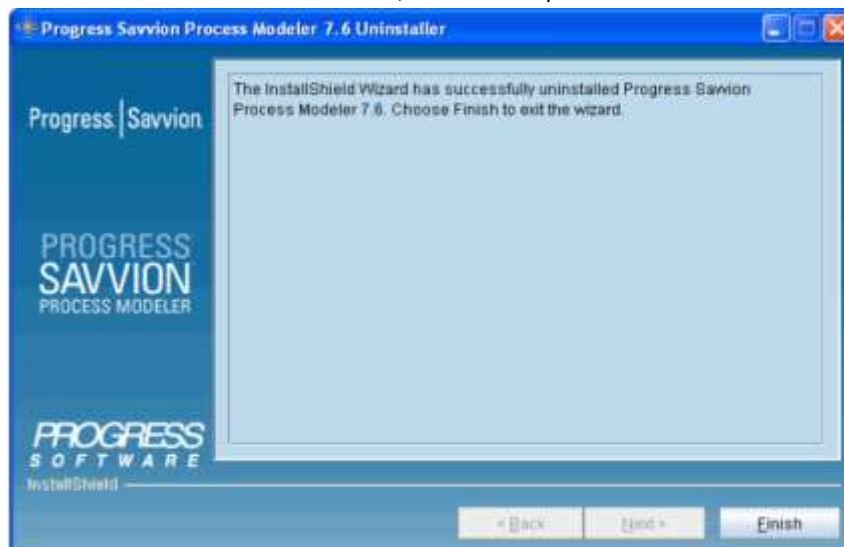 Progress Savvion Process Modeler 7.6 Uninstaller
The InstallShield Wizard has successfully uninstalled Progress Savvion
Process Modeler 7.6. Choose Finish to exit the wizard.
Progress Savvion
PROGRESS
SAVVION
PROCESS MODELER
PROGRESS
SOFTWARE
InstallShield
< Back Next > Finish